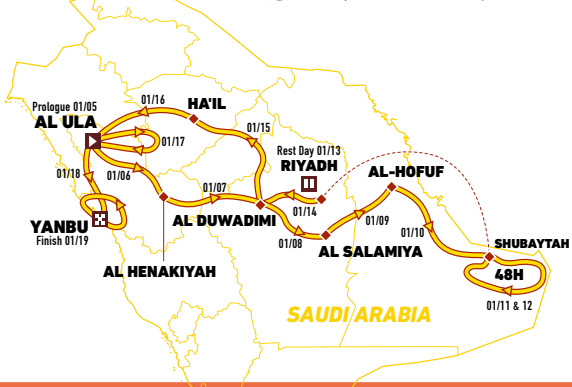 01/16
HA'IL
Prologue 01/05
AL ULA
01/17
01/15
Rest Day 01/13
RIYADH
01/18
01/06
01/07
01/14
AL-HOFUF
YANBU
Finish 01/19
AL DUWADIMI
01/08
AL SALAMIYA
01/09
01/10
SHUBAYTAH
48H
AL HENAKIYAH
01/11 & 12
SAUDI ARABIA